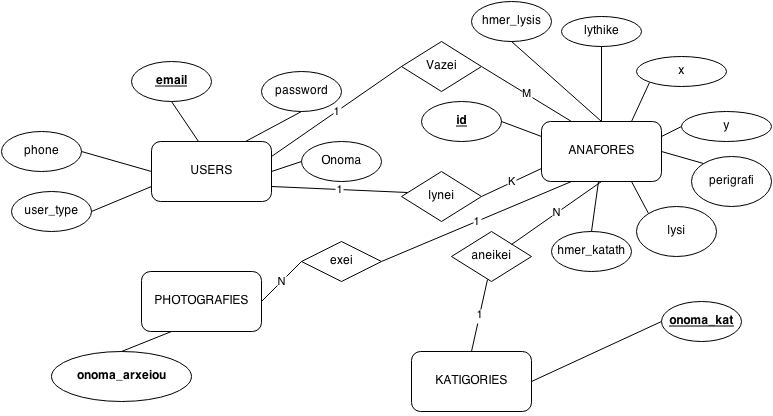 hmer_lysis
lythike
Vazei
x
email
password
1
M
id
y
phone
USERS
Onoma
ANAFORES
perigrafi
user_type
1
lynei
K
1
N
lysi
exei
aneikei
hmer_katath
N
PHOTOGRAFIES
1
onoma_kat
onoma_arxeiou
KATIGORIES